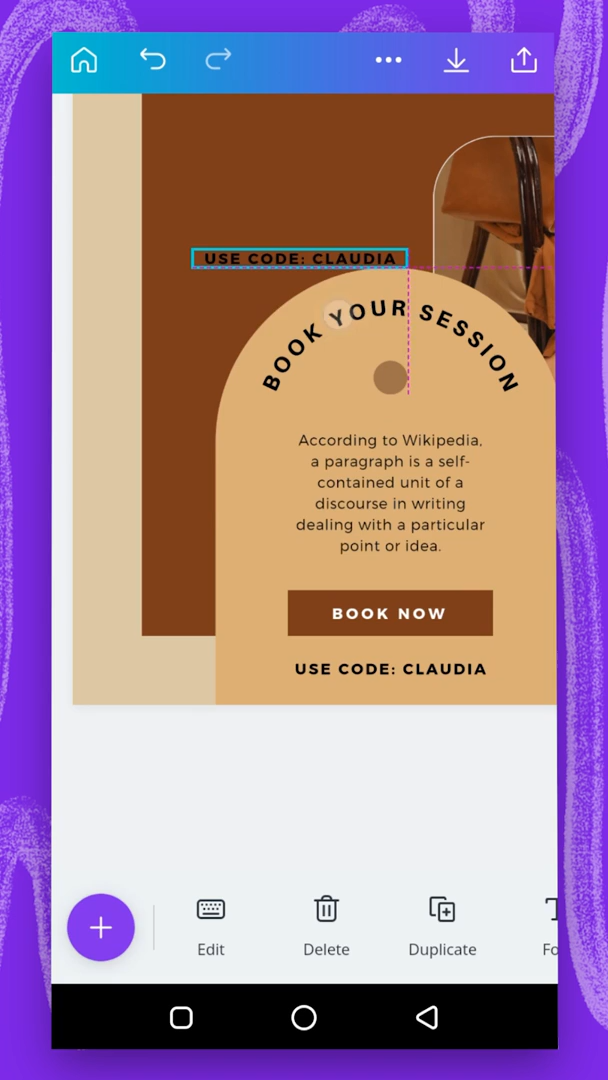 USE CODE: CLAUDIA
BOOK YOUR SESSION
According to Wikipedia,
a paragraph is a self-
contained unit of a
discourse in writing
dealing with a particular
point or idea.
BOOK NOW
USE CODE: CLAUDIA
Edit
Delete
Duplicate
Fo